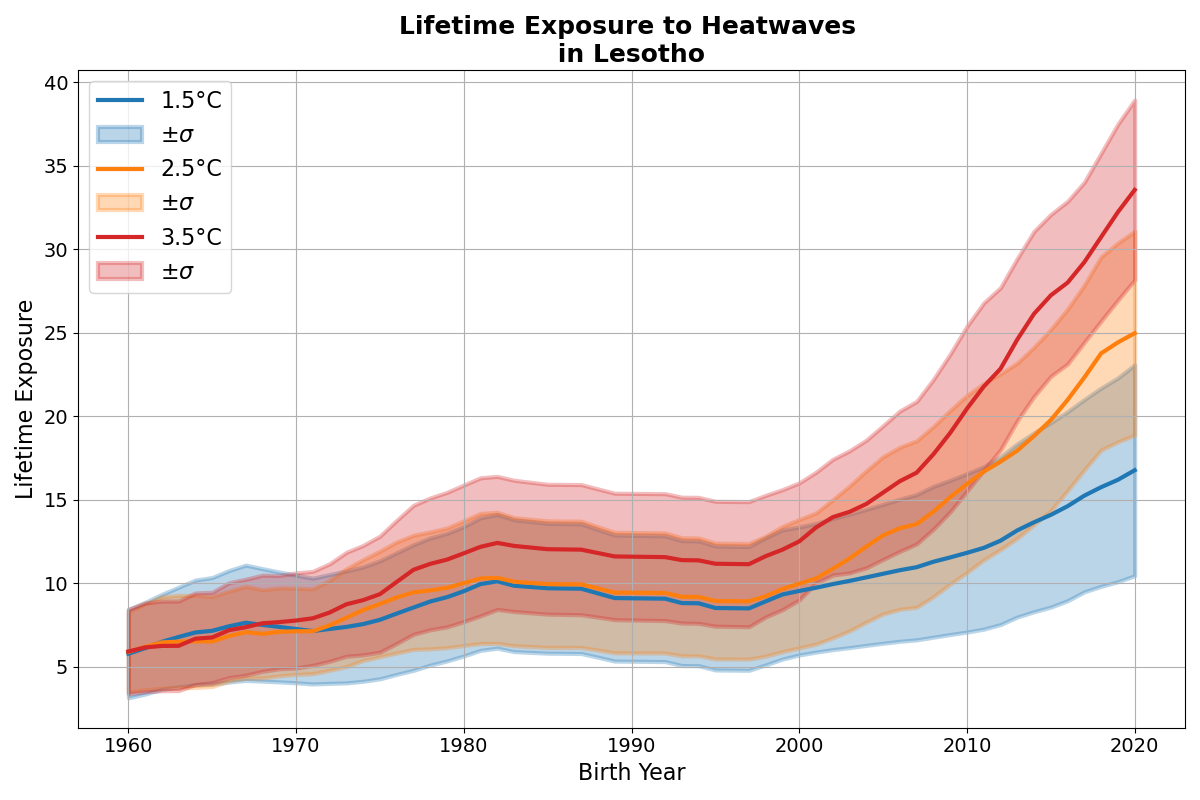 Lifetime Exposure to Heatwaves
in Lesotho
40
35
30
25
20
15
10
5
Lifetime Exposure
1.5°C
±σ
2.5°C
±σ
3.5°C
±σ
1960 1970 1980 1990 2000 2010 2020
Birth Year